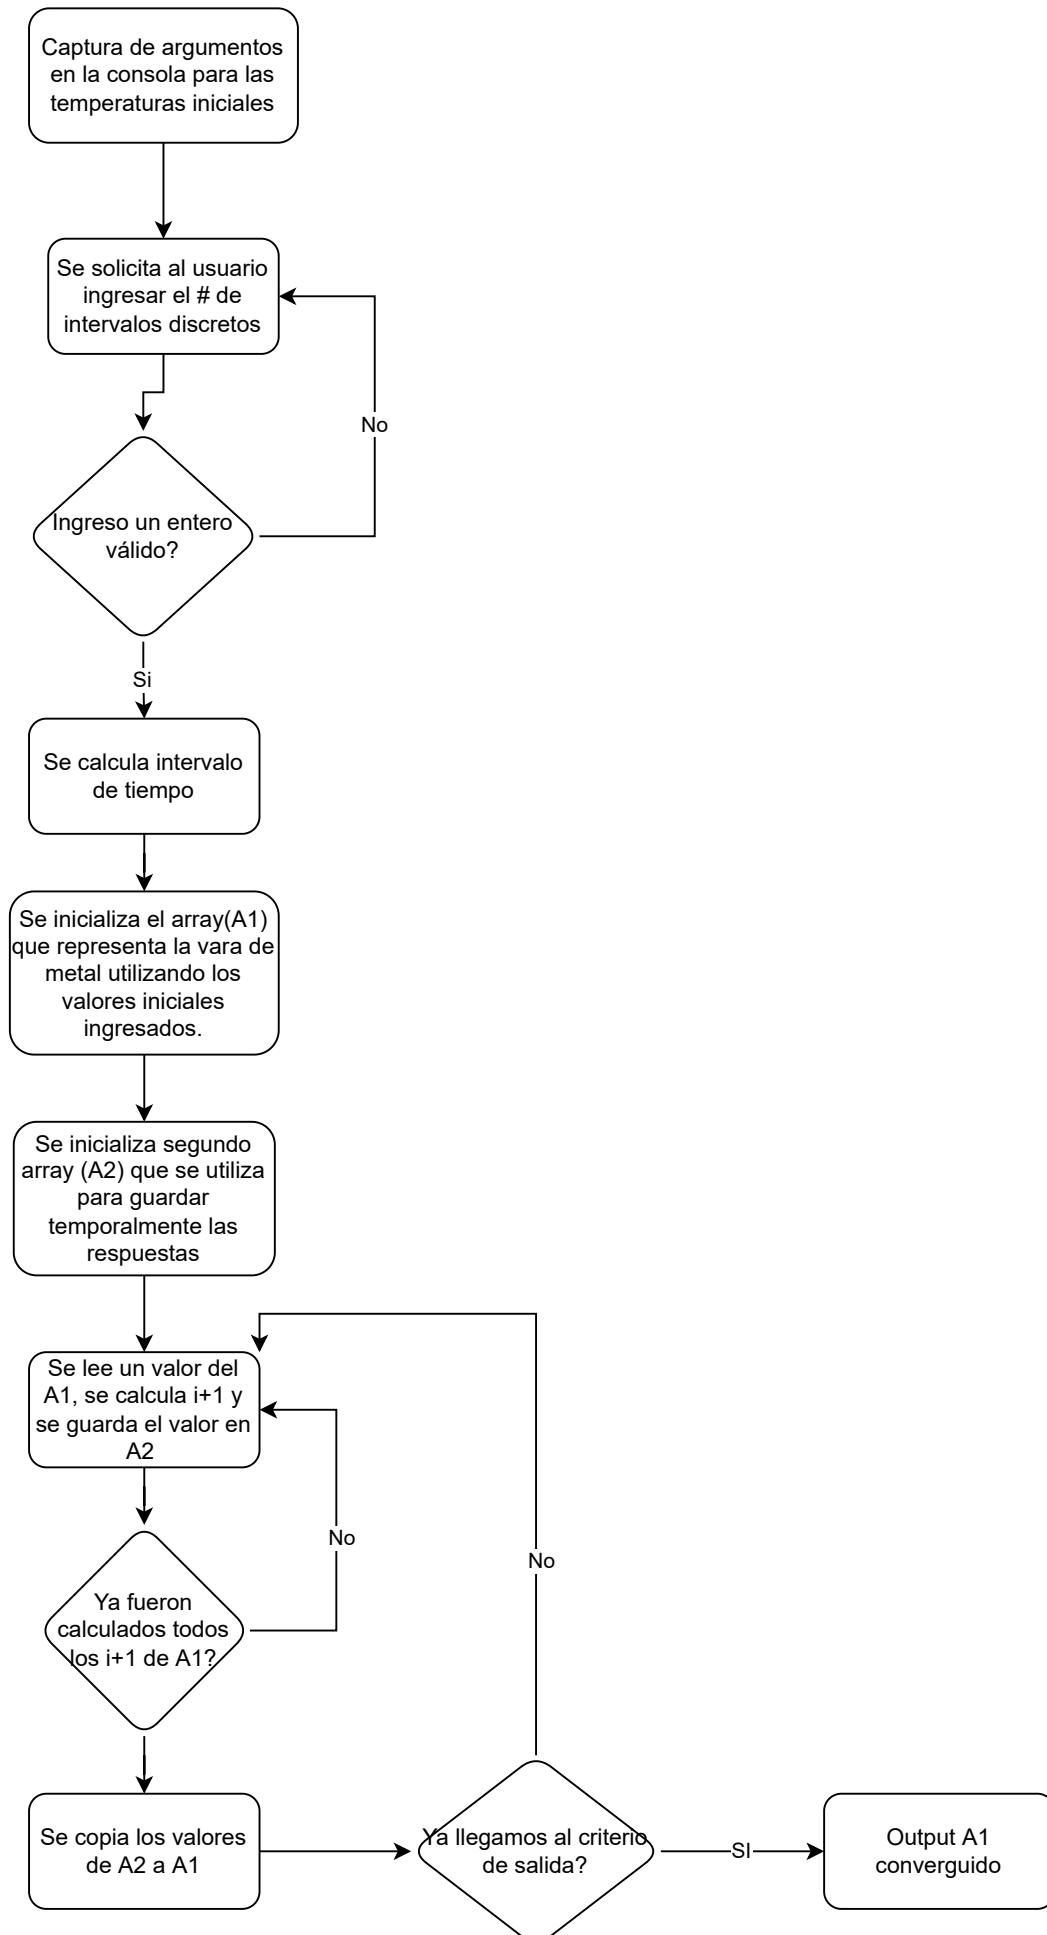 Captura de argumentos
en la consola para las
temperaturas iniciales
Se solicita al usuario
ingresar el # de
intervalos discretos
No
Ingreso un entero
válido?
Si
Se calcula intervalo
de tiempo
Se inicializa el array(A1)
que representa la vara de
metal utilizando los
valores iniciales
ingresados.
Se inicializa segundo
array (A2) que se utiliza
para guardar
temporalmente las
respuestas
Se lee un valor del
A1, se calcula i+1 y
se guarda el valor en
A2
No
No
Ya fueron
calculados todos
los i+1 de A1?
Se copia los valores
de A2 a A1
Ya llegamos al criterio
de salida?
SI
Output A1
converguido